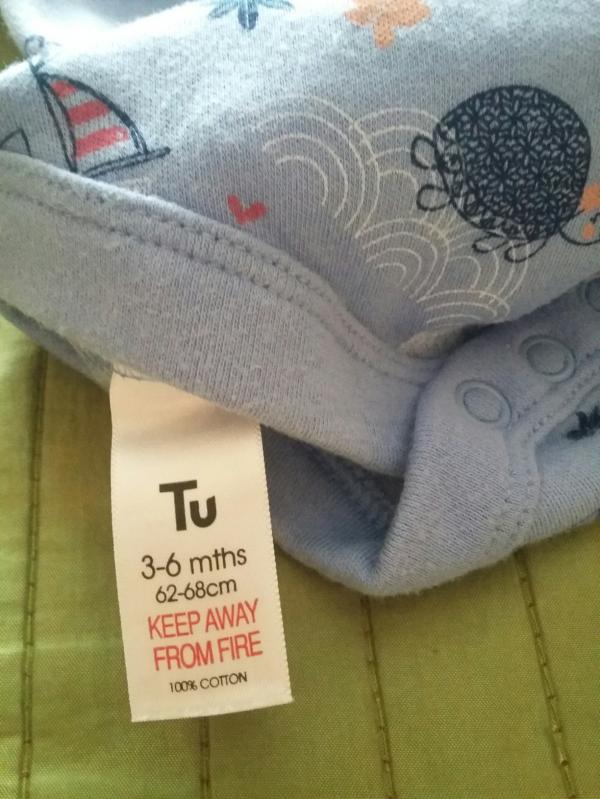 Tu
3-6 mths
62-68cm
KEEP AWAY
FROM FIRE
100% COTTON